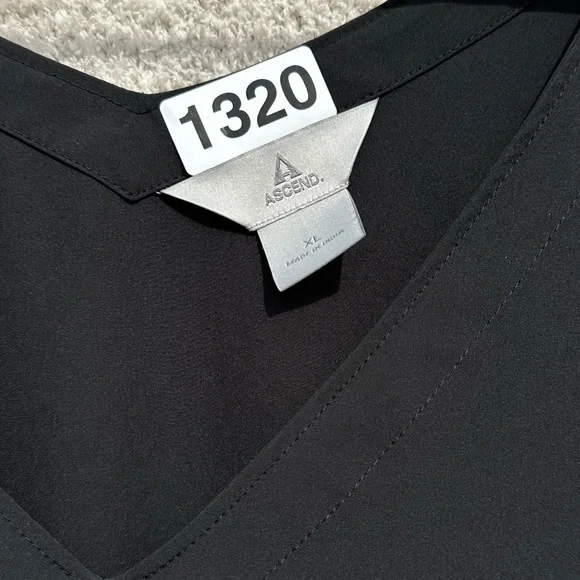 1320
ASCEND.
XL
MADE IN INDIA